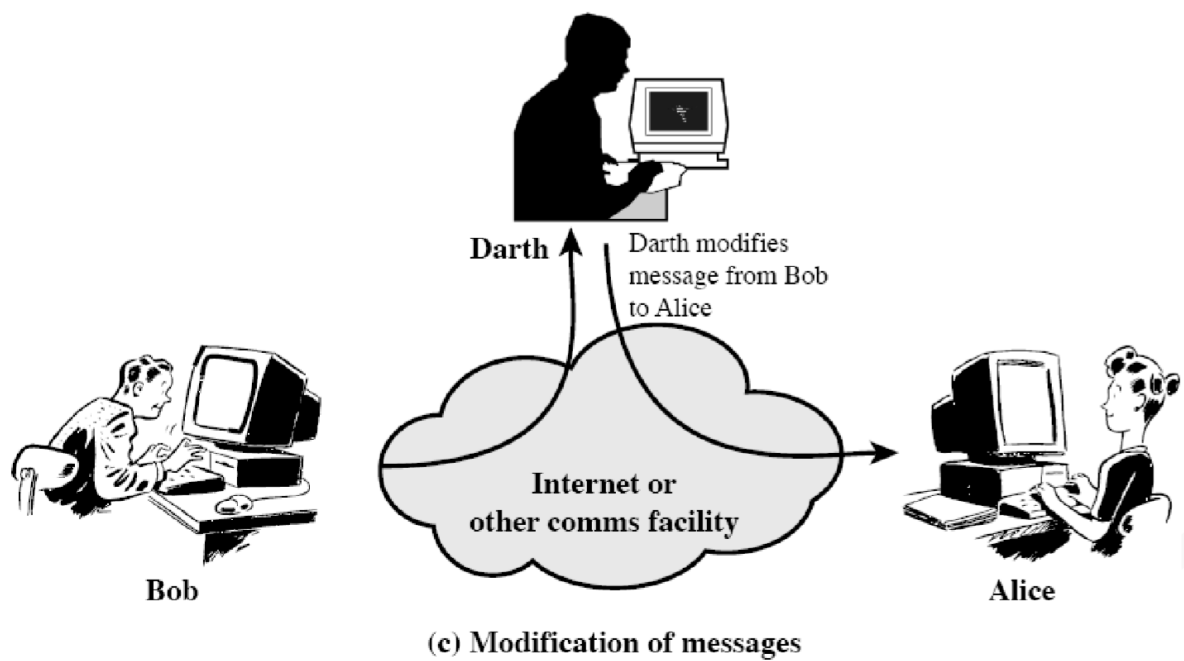 Darth
Darth modifies
message from Bob
to Alice
Internet or
other comms facility
Bob
Alice
(c) Modification of messages